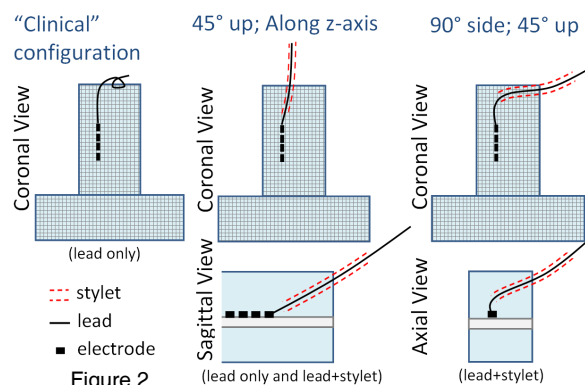 “Clinical”
configuration
45° up; Along z-axis
90° side; 45° up
Coronal View
Coronal View
Coronal View
(lead only)
stylet
lead
electrode
Figure 2
Sagittal View
(lead only and lead+stylet)
Axial View
(lead+stylet)